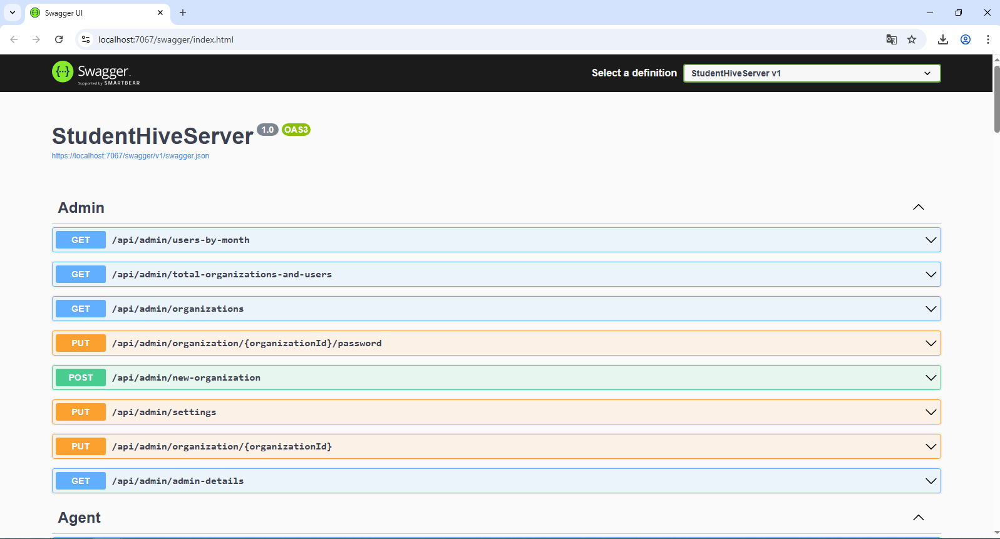 Swagger UI
localhost:7067/swagger/index.html
Swagger
Supported by SMARTBEAR
Select a definition
StudentHiveServer v1
StudentHiveServer 1.0 OAS3
https://localhost:7067/swagger/v1/swagger.json
Admin
GET /api/admin/users-by-month
GET /api/admin/total-organizations-and-users
GET /api/admin/organizations
PUT /api/admin/organization/{organizationId}/password
POST /api/admin/new-organization
PUT /api/admin/settings
PUT /api/admin/organization/{organizationId}
GET /api/admin/admin-details
Agent